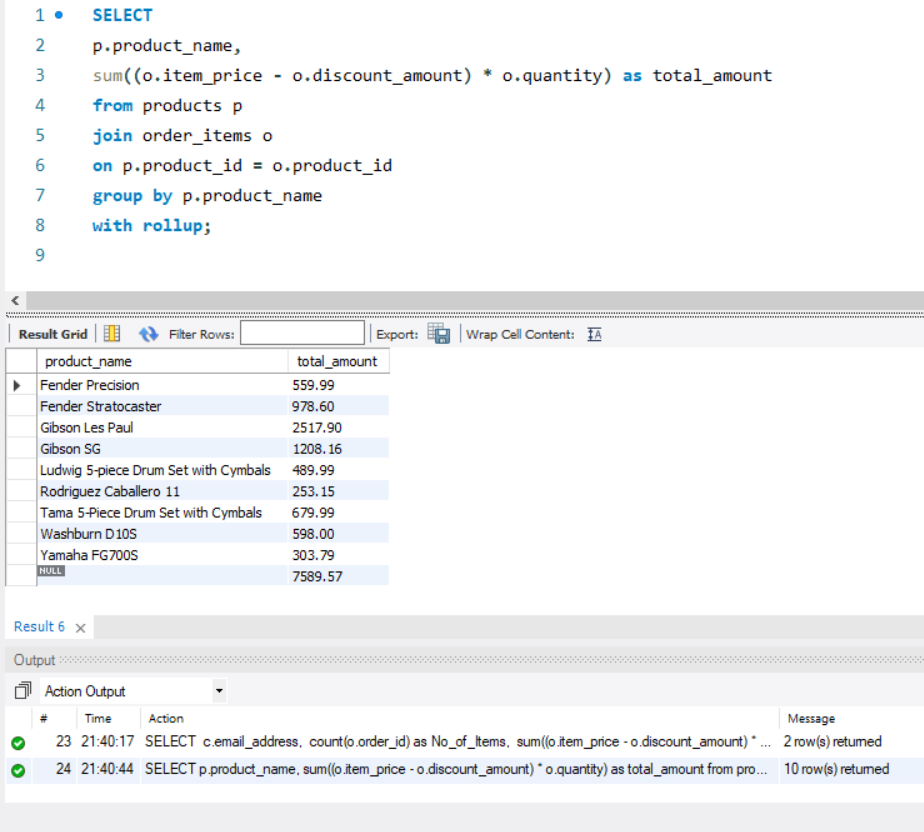 1 SELECT
2 p.product_name,
3 sum((o.item_price - o.discount_amount) * o.quantity) as total_amount
4 from products p
5 join order_items o
6 on p.product_id = o.product_id
7 group by p.product_name
8 with rollup;
9
Result Grid Filter Rows: Export: Wrap Cell Content: IA
product_name total_amount
Fender Precision 559.99
Fender Stratocaster 978.60
Gibson Les Paul 2517.90
Gibson SG 1208.16
Ludwig 5-piece Drum Set with Cymbals 489.99
Rodriguez Caballero 11 253.15
Tama 5-Piece Drum Set with Cymbals 679.99
Washburn D10S 598.00
Yamaha FG700S 303.79
NULL 7589.57
Result 6
Output
Action Output
# Time Action Message
23 21:40:17 SELECT c.email_address, count(o.order_id) as No_of_Items, sum((o.item_price - o.discount_amount) * ... 2 row(s) returned
24 21:40:44 SELECT p.product_name, sum((o.item_price - o.discount_amount) * o.quantity) as total_amount from pro... 10 row(s) returned